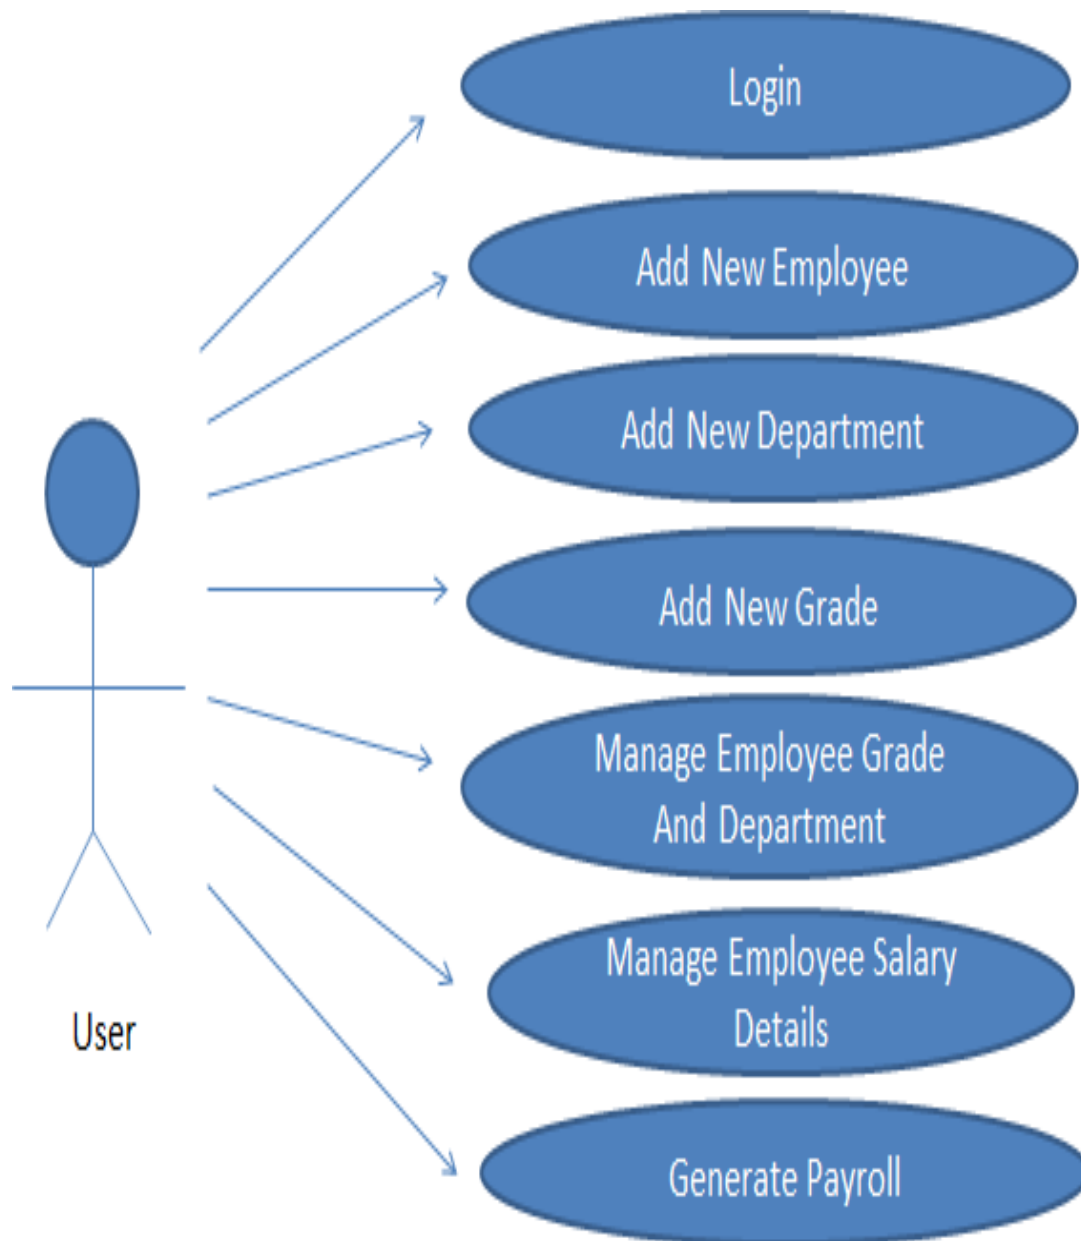 Login
Add New Employee
Add New Department
Add New Grade
Manage Employee Grade
And Department
Manage Employee Salary
Details
User
Generate Payroll